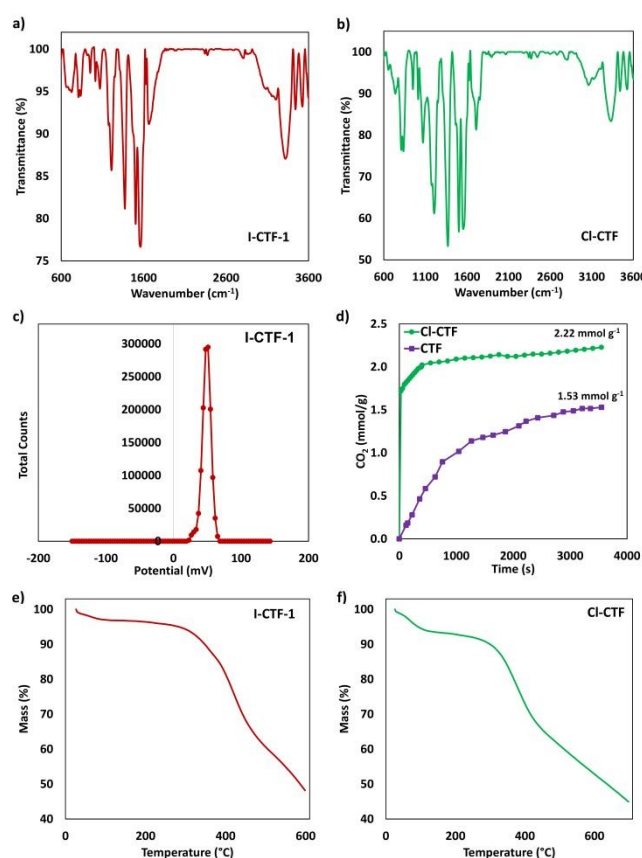 a)
100
95
90
85
80
75
Transmittance (%)
I-CTF-1
600 1600 2600 3600
Wavenumber (cm⁻¹)
b)
100
90
80
70
60
50
Transmittance (%)
Cl-CTF
600 1100 1600 2100 2600 3100 3600
Wavenumber (cm⁻¹)
c)
I-CTF-1
300000
250000
200000
150000
100000
50000
0
Total Counts
-200 -100 0 100 200
Potential (mV)
d)
2.5
2.0
1.5
1.0
0.5
0.0
CO₂ (mmol/g)
Cl-CTF
CTF
2.22 mmol g⁻¹
1.53 mmol g⁻¹
0 1000 2000 3000 4000
Time (s)
e)
I-CTF-1
100
90
80
70
60
50
40
Mass (%)
0 200 400 600
Temperature (°C)
f)
Cl-CTF
100
90
80
70
60
50
40
Mass (%)
0 200 400 600
Temperature (°C)